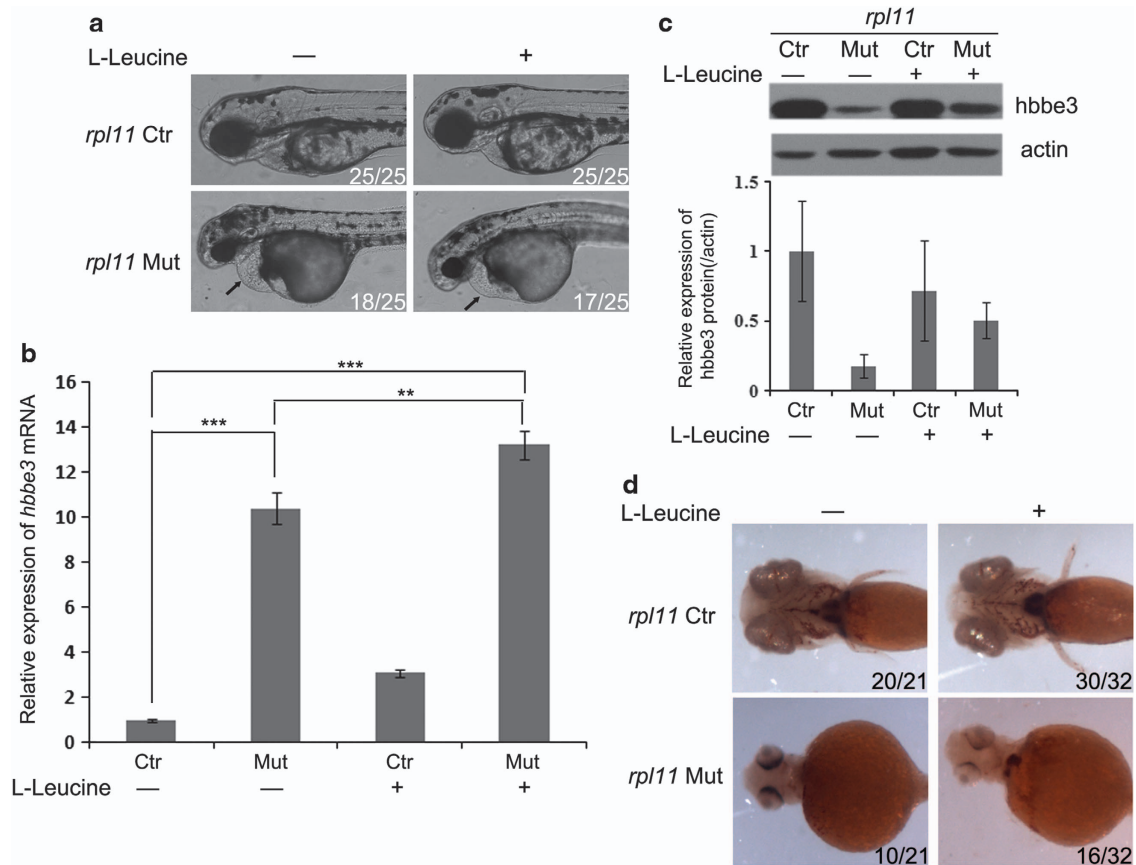 a
L-Leucine — +
rpl11 Ctr
25/25 25/25
rpl11 Mut
18/25 17/25
b
Relative expression of hbbe3 mRNA
16
14
12
10
8
6
4
2
0
***
**
***
Ctr Mut Ctr Mut
L-Leucine — — + +
c
rpl11
Ctr Mut Ctr Mut
L-Leucine — — + +
hbbe3
actin
Relative expression of
hbbe3 protein(/actin)
1.5
1
0.5
0
Ctr Mut Ctr Mut
L-Leucine — — + +
d
L-Leucine — +
rpl11 Ctr
20/21 30/32
rpl11 Mut
10/21 16/32